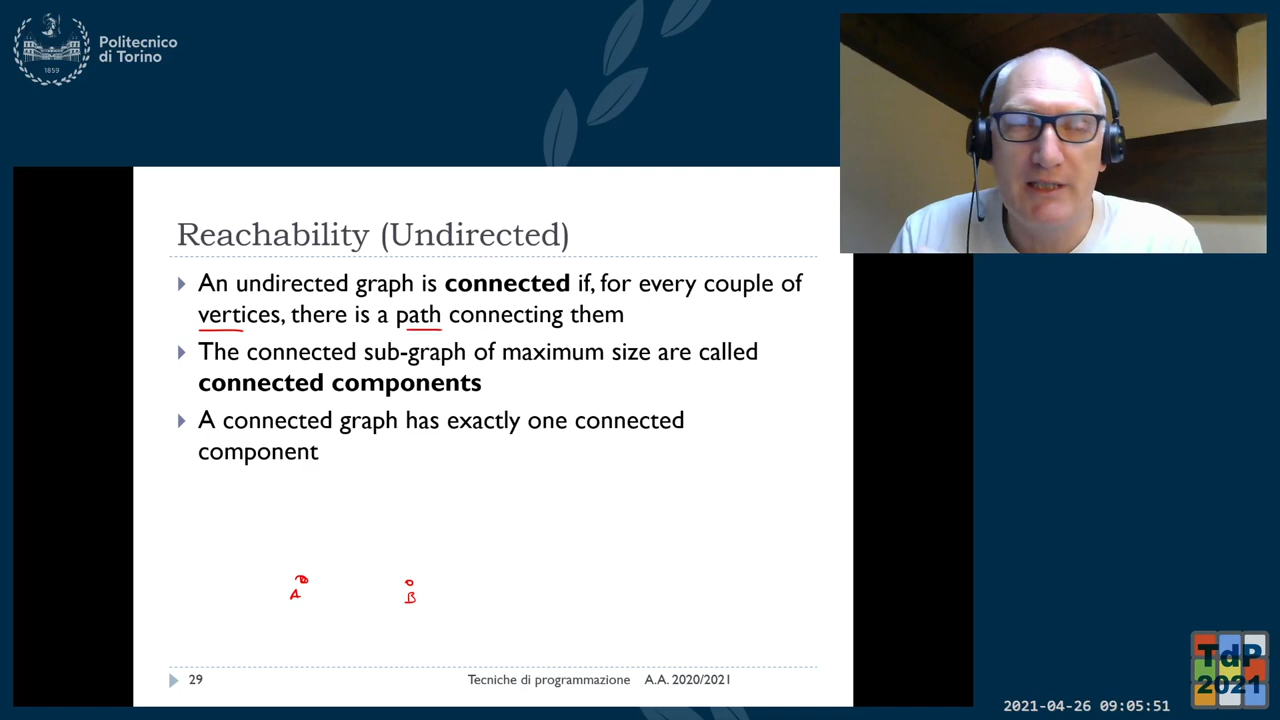 Politecnico
di Torino
1859
Reachability (Undirected)
An undirected graph is connected if, for every couple of
vertices, there is a path connecting them
The connected sub-graph of maximum size are called
connected components
A connected graph has exactly one connected
component
A B
29 Tecniche di programmazione A.A. 2020/2021
TdP
2021
2021-04-26 09:05:51